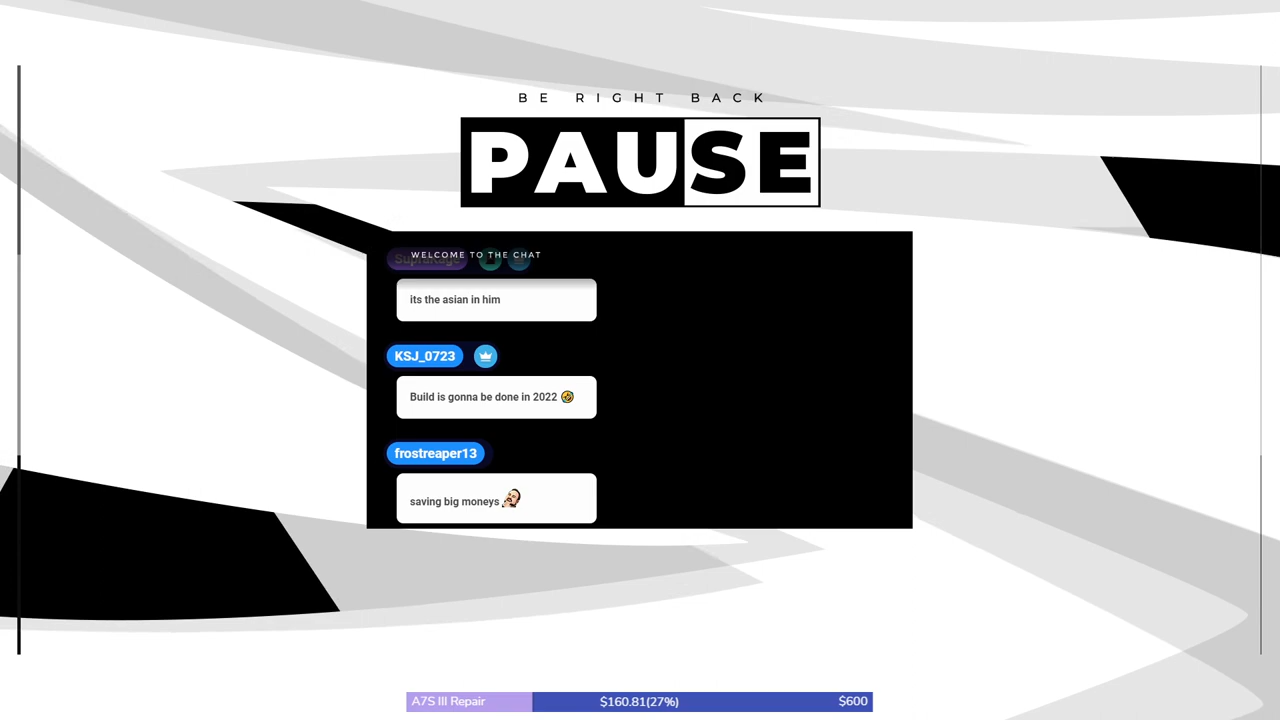 BE RIGHT BACK
PAUSE
WELCOME TO THE CHAT
its the asian in him
KSJ_0723
Build is gonna be done in 2022
frostreaper13
saving big moneys
A7S III Repair $160.81(27%) $600